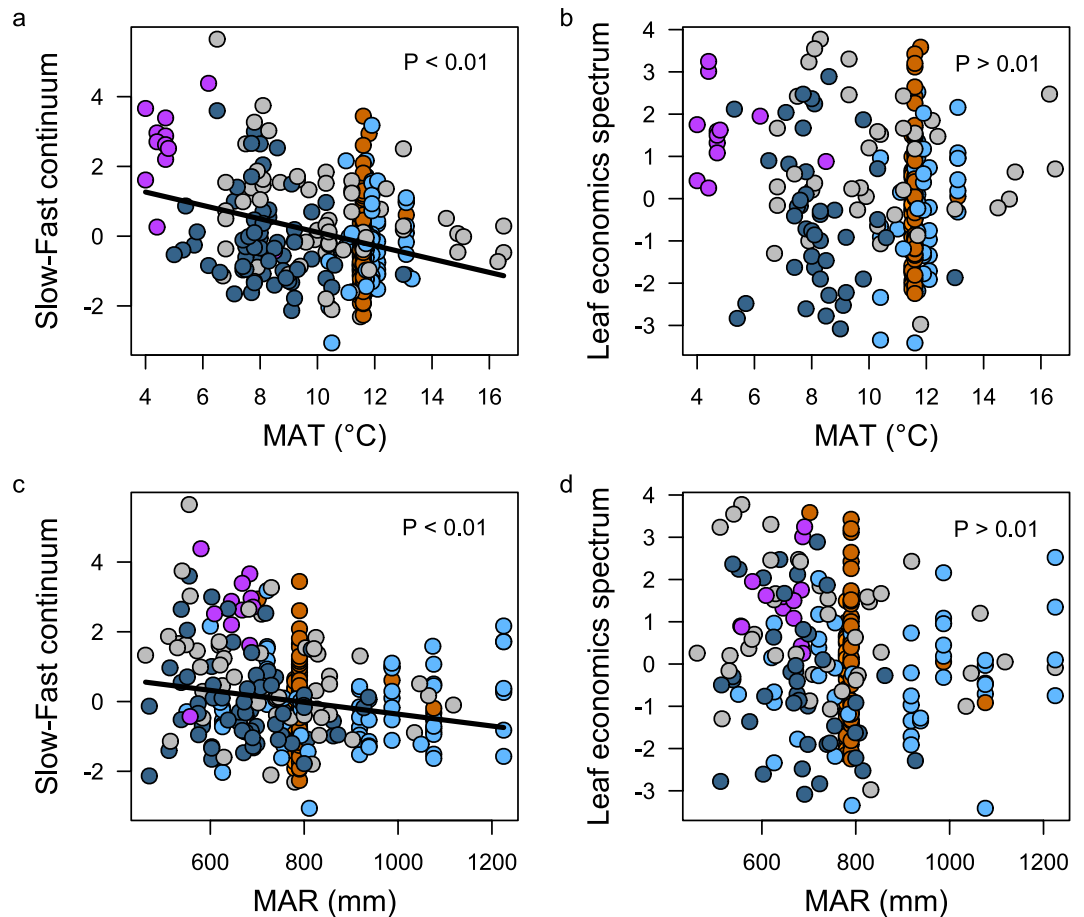 a
Slow-Fast continuum
P < 0.01
4
2
0
-2
4
6
8
10
12
14
16
MAT (°C)
b
Leaf economics spectrum
P > 0.01
4
3
2
1
0
-1
-2
-3
4
6
8
10
12
14
16
MAT (°C)
c
Slow-Fast continuum
P < 0.01
4
2
0
-2
600
800
1000
1200
MAR (mm)
d
Leaf economics spectrum
P > 0.01
4
3
2
1
0
-1
-2
-3
600
800
1000
1200
MAR (mm)